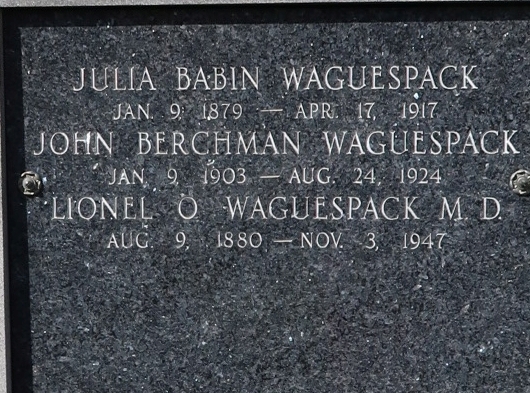 JULIA BABIN WAGUESPACK
JAN. 9, 1879 — APR. 17, 1917
JOHN BERCHMAN WAGUESPACK
JAN. 9, 1903 — AUG. 24, 1924
LIONEL O WAGUESPACK M. D.
AUG. 9, 1880 — NOV. 3, 1947